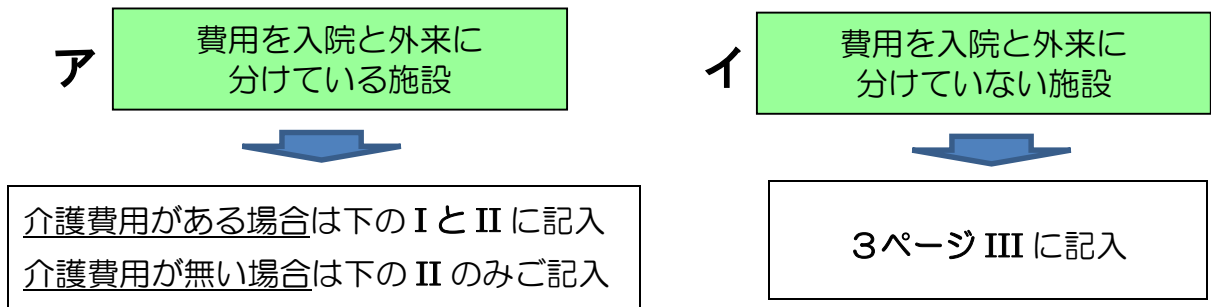 ア
費用を入院と外来に
分けている施設
介護費用がある場合は下の I と II に記入
介護費用が無い場合は下の II のみご記入
イ
費用を入院と外来に
分けていない施設
3ページ III に記入